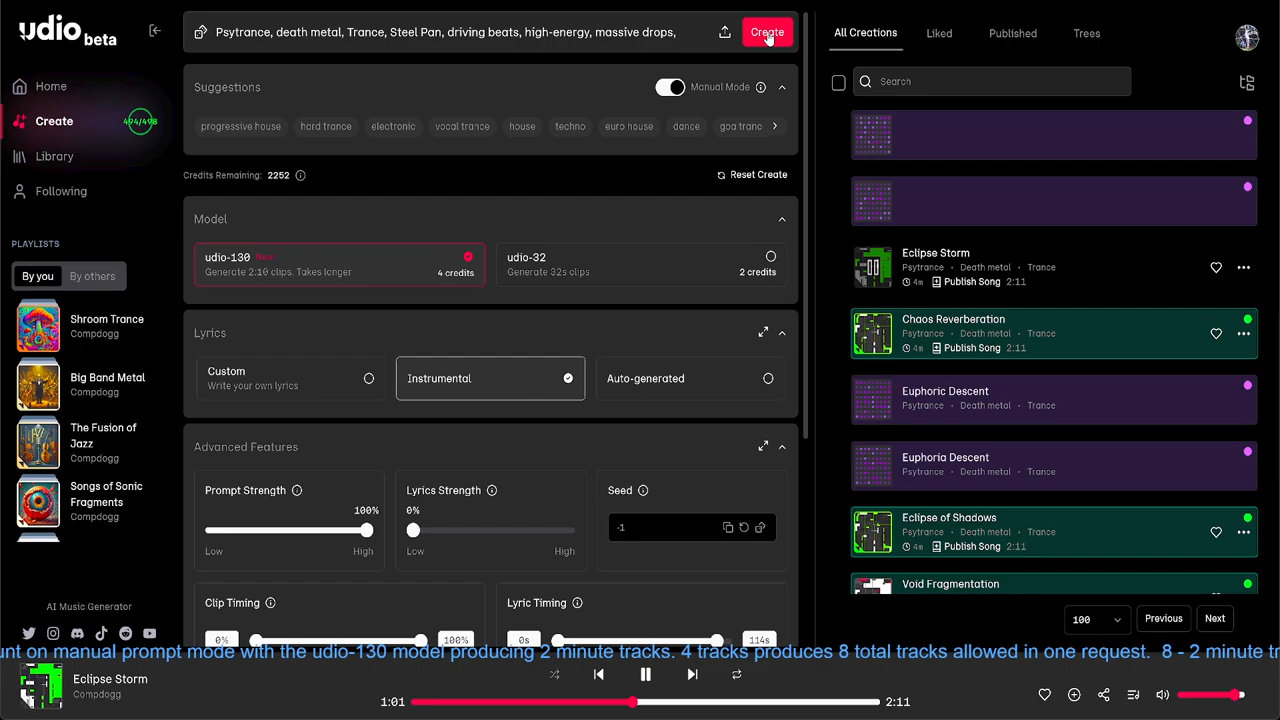 udio beta
Home
Create
494/498
Library
Following
PLAYLISTS
By you
By others
Shroom Trance
Compdogg
Big Band Metal
Compdogg
The Fusion of
Jazz
Compdogg
Songs of Sonic
Fragments
Compdogg
AI Music Generator
Psytrance, death metal, Trance, Steel Pan, driving beats, high-energy, massive drops,
Create
Suggestions
Manual Mode
progressive house
hard trance
electronic
vocal trance
house
techno
euro house
dance
goa tranc
Credits Remaining: 2252
Reset Create
Model
udio-130 New
Generate 2:10 clips. Takes longer
4 credits
udio-32
Generate 32s clips
2 credits
Lyrics
Custom
Write your own lyrics
Instrumental
Auto-generated
Advanced Features
Prompt Strength
100%
Low
High
Lyrics Strength
0%
Low
High
Seed
-1
Clip Timing
0%
100%
Lyric Timing
0s
114s
All Creations
Liked
Published
Trees
Search
Eclipse Storm
Psytrance • Death metal • Trance
4m Publish Song 2:11
Chaos Reverberation
Psytrance • Death metal • Trance
4m Publish Song 2:11
Euphoric Descent
Psytrance • Death metal • Trance
Euphoria Descent
Psytrance • Death metal • Trance
Eclipse of Shadows
4m Publish Song 2:11
Void Fragmentation
100
Previous
Next
unt on manual prompt mode with the udio-130 model producing 2 minute tracks. 4 tracks produces 8 total tracks allowed in one request. 8 - 2 minute tr
Eclipse Storm
Compdogg
1:01
2:11